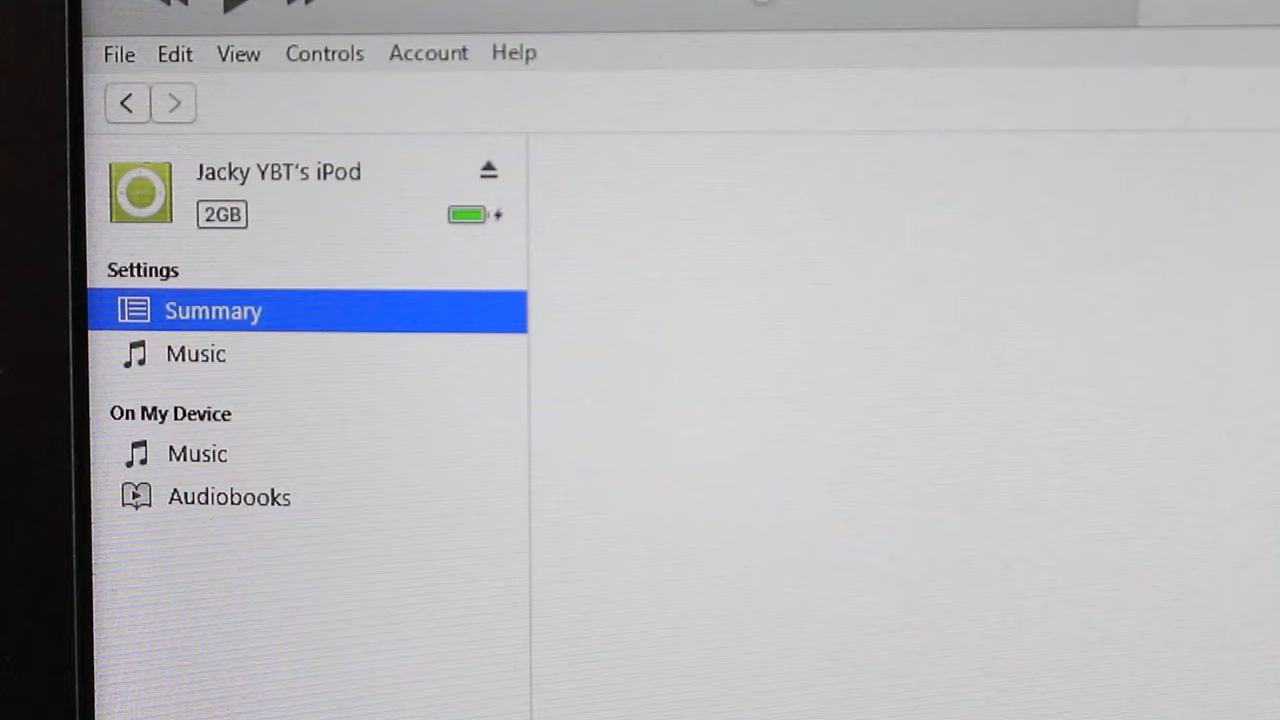 File Edit View Controls Account Help
Jacky YBT's iPod
2GB
Settings
Summary
Music
On My Device
Music
Audiobooks